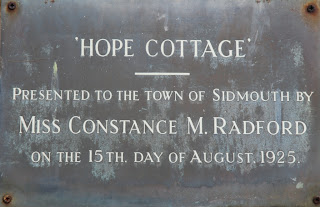 'HOPE COTTAGE'
PRESENTED TO THE TOWN OF SIDMOUTH BY
MISS CONSTANCE M. RADFORD
ON THE 15TH. DAY OF AUGUST, 1925.